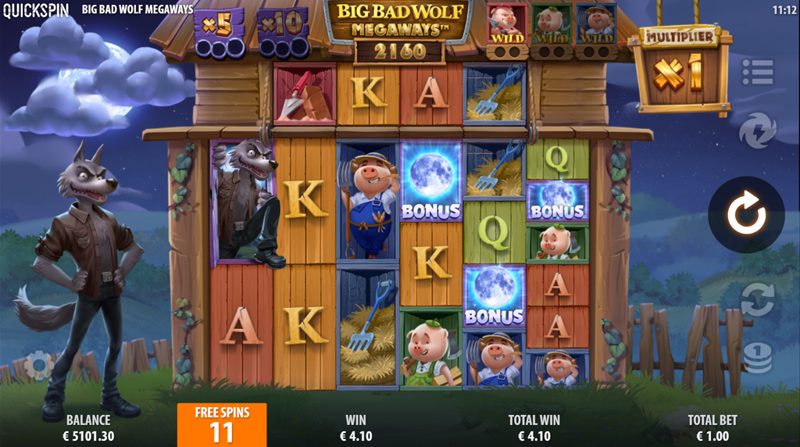 QUICKSPIN
BIG BAD WOLF MEGAWAYS
x5
x10
BIG BAD WOLF
MEGAWAYS™
2160
WILD
WILD
WILD
MULTIPLIER
x1
11:12
K
A
K
BONUS
Q
BONUS
Q
K
A
K
BONUS
A
A
BALANCE
€ 5101.30
FREE SPINS
11
WIN
€ 4.10
TOTAL WIN
€ 4.10
TOTAL BET
€ 1.00